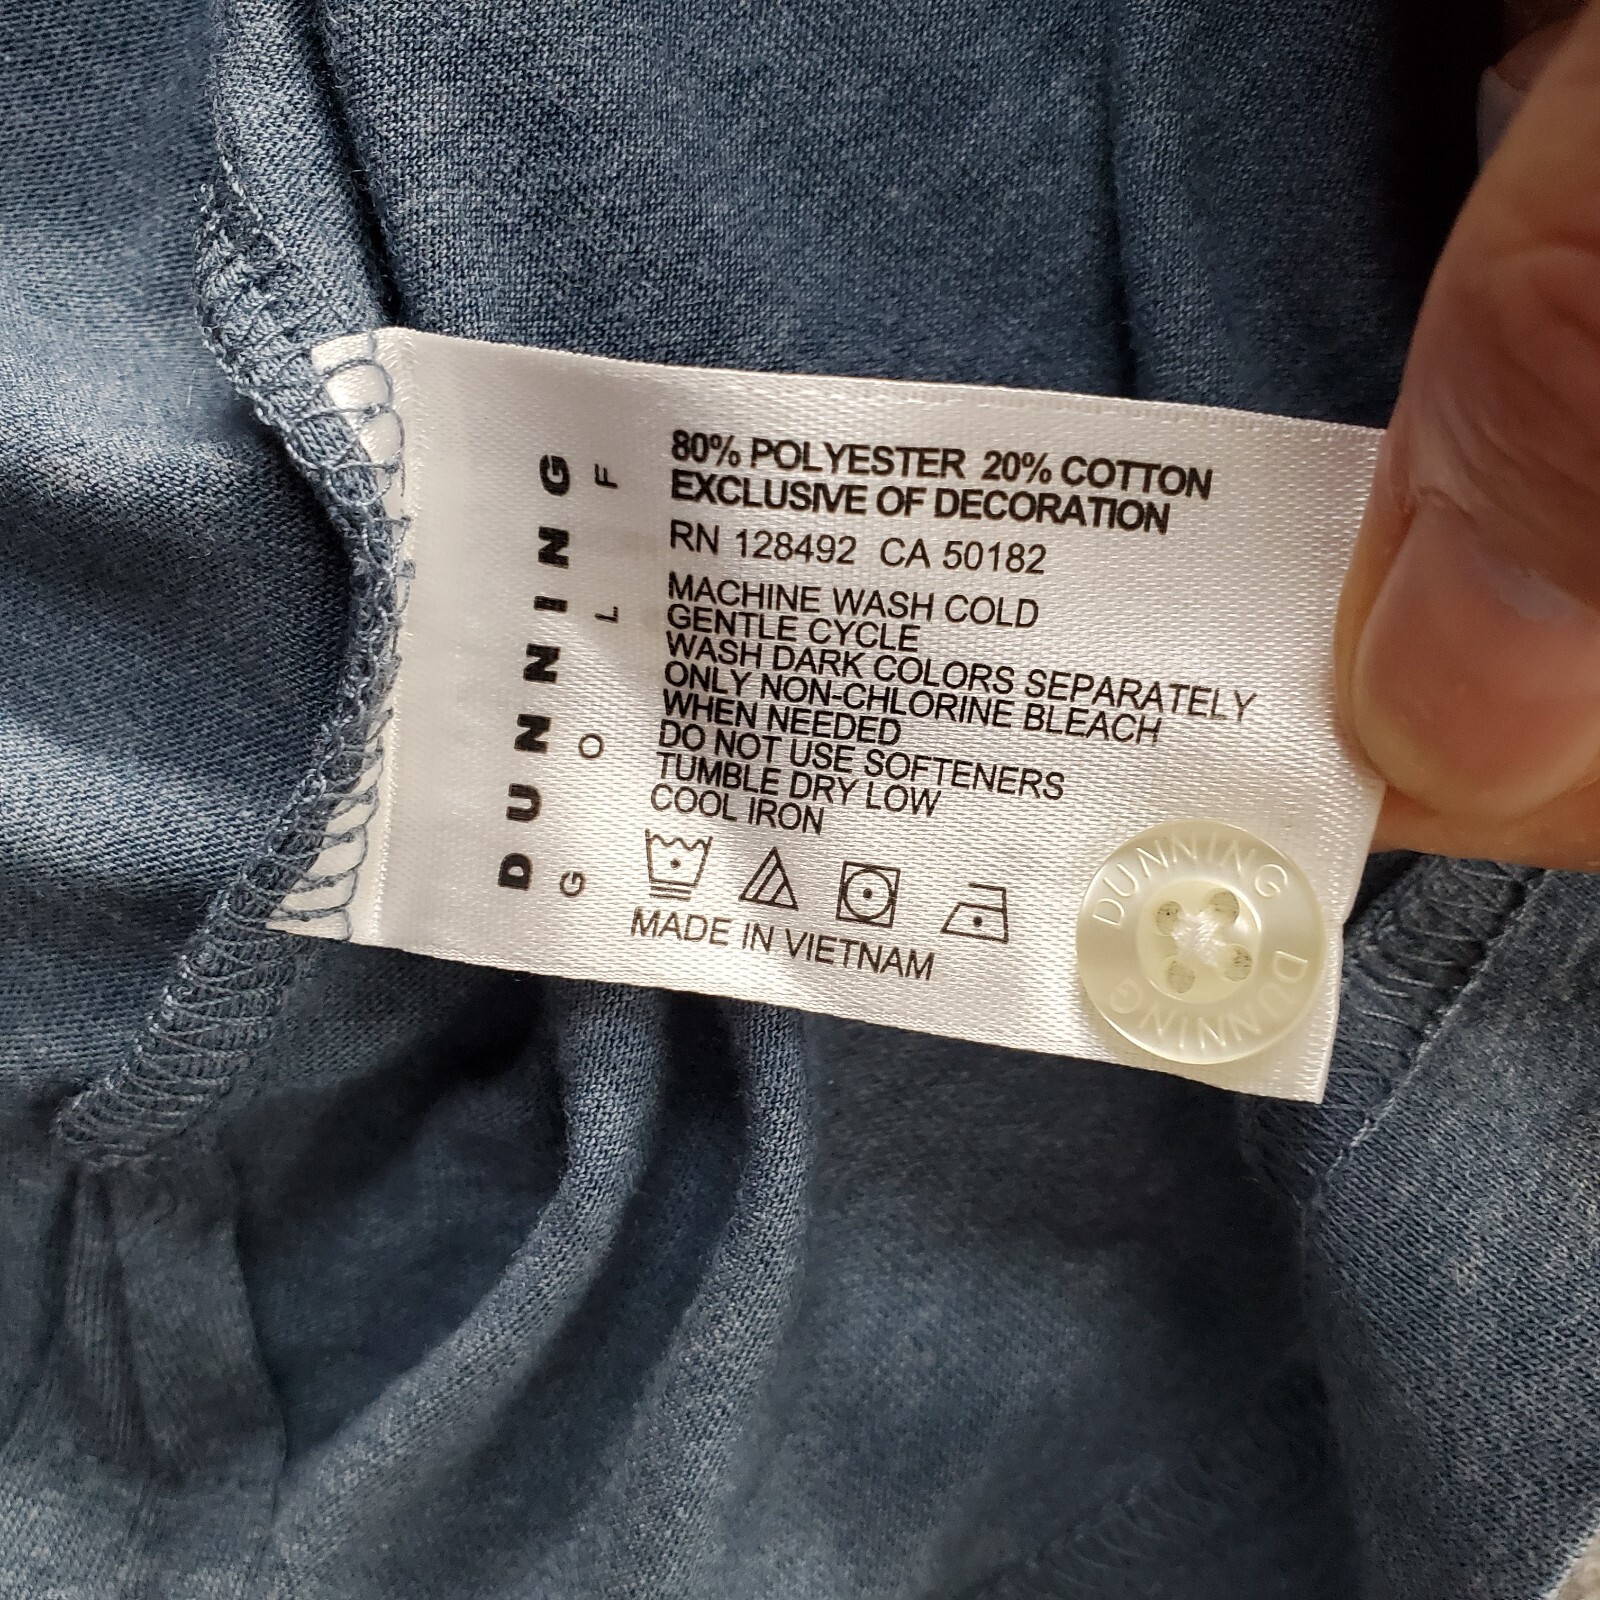 DUNNING
GOLF
80% POLYESTER 20% COTTON
EXCLUSIVE OF DECORATION
RN 128492 CA 50182
MACHINE WASH COLD
GENTLE CYCLE
WASH DARK COLORS SEPARATELY
ONLY NON-CHLORINE BLEACH
WHEN NEEDED
DO NOT USE SOFTENERS
TUMBLE DRY LOW
COOL IRON
MADE IN VIETNAM
DUNNING
DUNNING